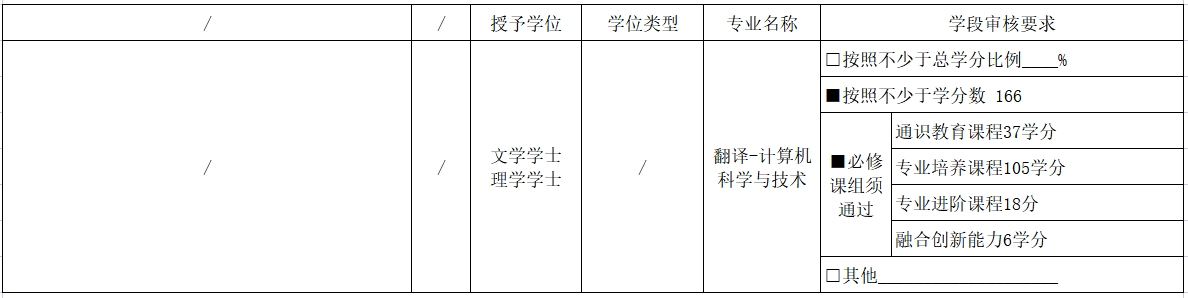 /
/
授予学位
学位类型
专业名称
学段审核要求
/
/
文学学士
理学学士
/
翻译-计算机
科学与技术
□按照不少于总学分比例____%
■按照不少于学分数 166
■必修
课组须
通过
通识教育课程37学分
专业培养课程105学分
专业进阶课程18分
融合创新能力6学分
□其他____________________